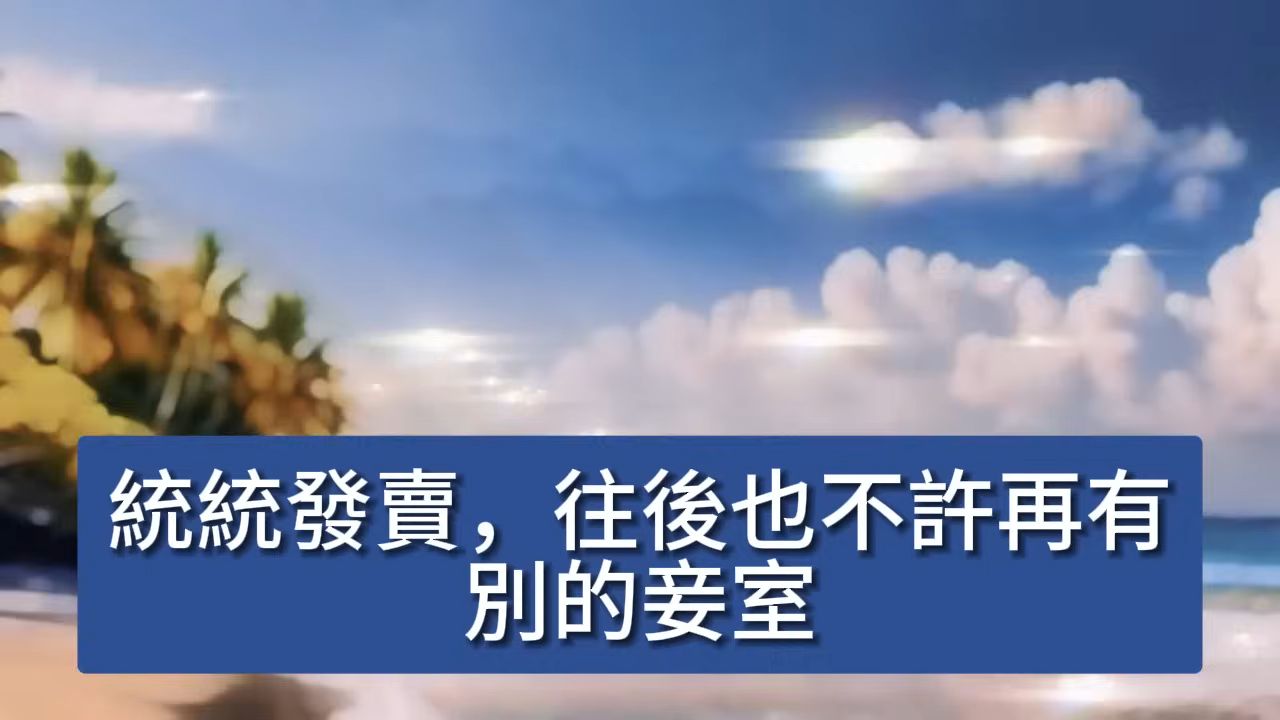 統統發賣，往後也不許再有
別的妾室